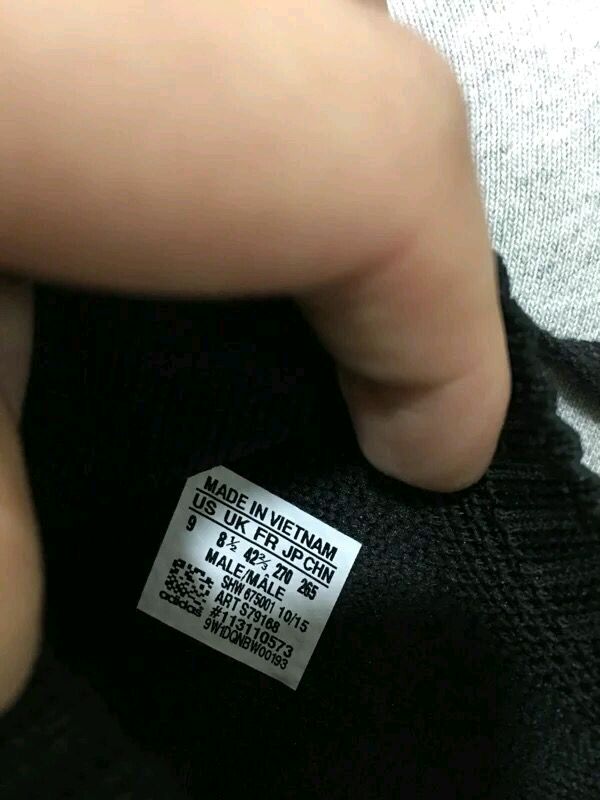 MADE IN VIETNAM
US UK FR JP CHN
9 8½ 42⅔ 270 265
MALE/MÂLE
SHW 675001 10/15
ART S79168
#113110573
9W1DQNBW00193
adidas